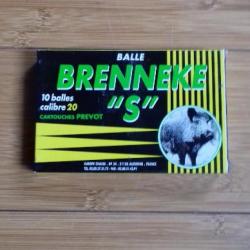 BALLE
BRENNEKE
10 balles
calibre 20
"S"
CARTOUCHES PREVOT